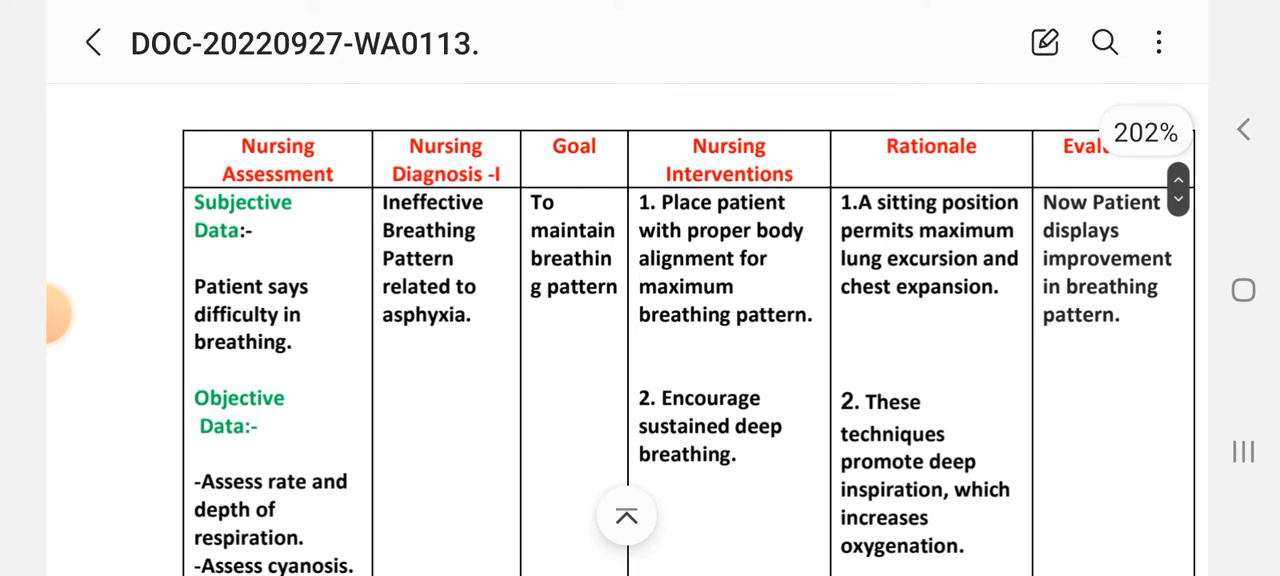 DOC-20220927-WA0113.
202%
Nursing
Assessment
Nursing
Diagnosis -I
Goal
Nursing
Interventions
Rationale
Subjective
Data:-
Patient says
difficulty in
breathing.
Objective
Data:-
-Assess rate and
depth of
respiration.
-Assess cyanosis.
Ineffective
Breathing
Pattern
related to
asphyxia.
To
maintain
breathin
g pattern
1. Place patient
with proper body
alignment for
maximum
breathing pattern.
2. Encourage
sustained deep
breathing.
1.A sitting position
permits maximum
lung excursion and
chest expansion.
2. These
techniques
promote deep
inspiration, which
increases
oxygenation.
Now Patient
displays
improvement
in breathing
pattern.